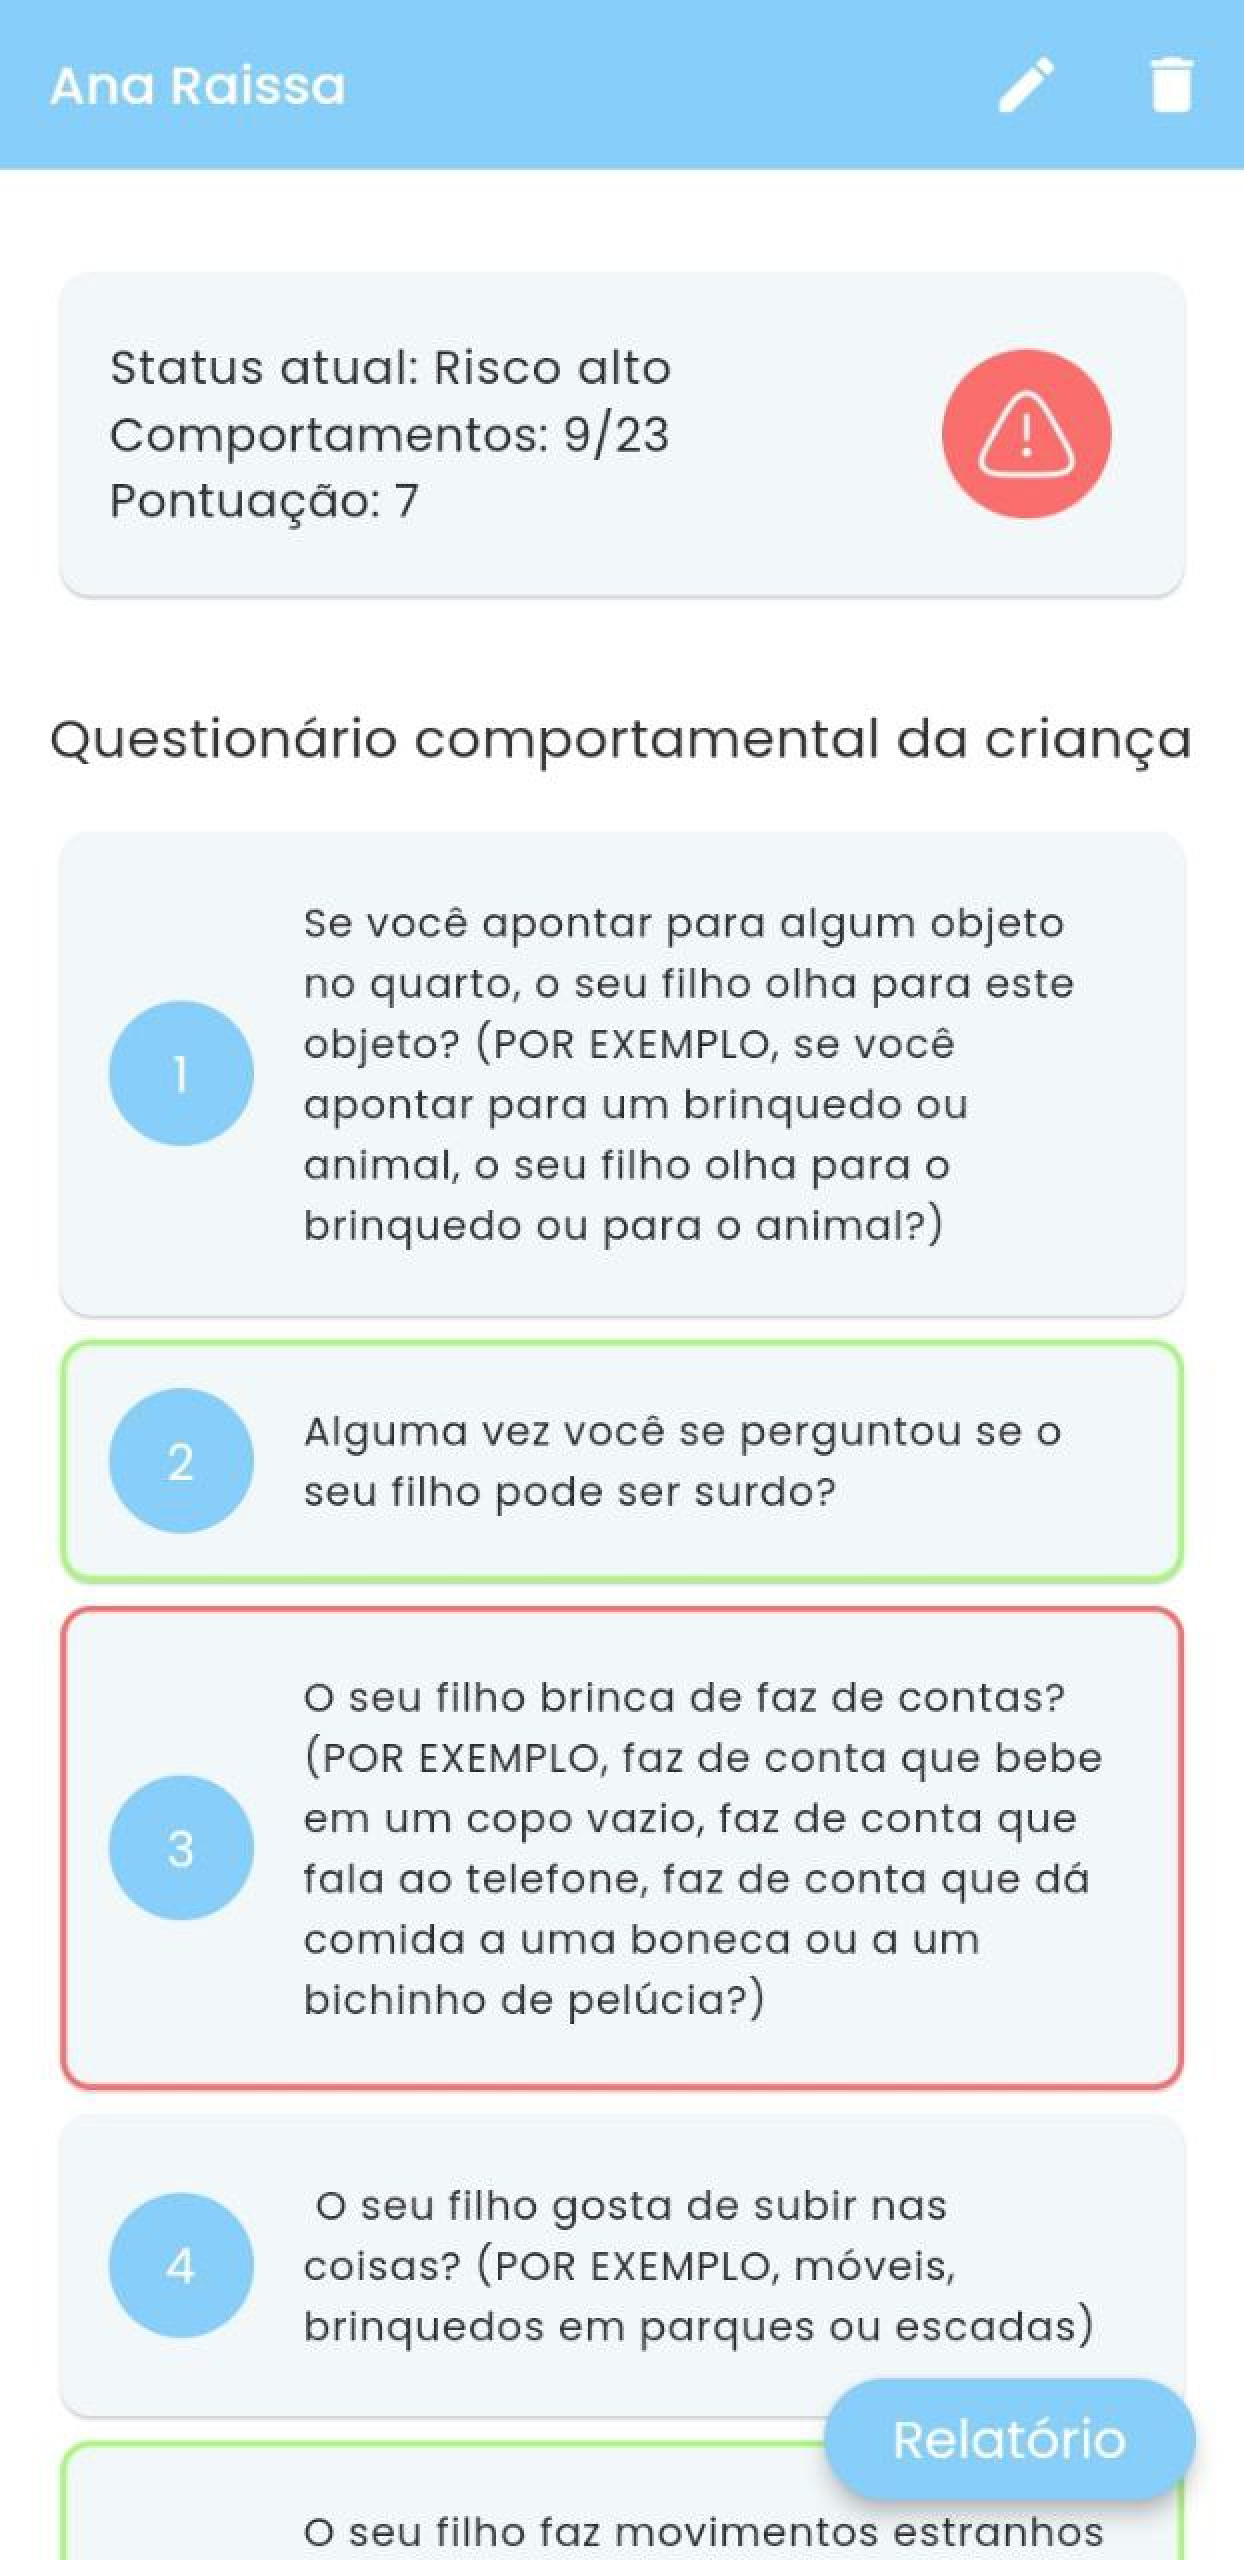 Ana Raissa
Status atual: Risco alto
Comportamentos: 9/23
Pontuação: 7
Questionário comportamental da criança
1
Se você apontar para algum objeto
no quarto, o seu filho olha para este
objeto? (POR EXEMPLO, se você
apontar para um brinquedo ou
animal, o seu filho olha para o
brinquedo ou para o animal?)
2
Alguma vez você se perguntou se o
seu filho pode ser surdo?
3
O seu filho brinca de faz de contas?
(POR EXEMPLO, faz de conta que bebe
em um copo vazio, faz de conta que
fala ao telefone, faz de conta que dá
comida a uma boneca ou a um
bichinho de pelúcia?)
4
O seu filho gosta de subir nas
coisas? (POR EXEMPLO, móveis,
brinquedos em parques ou escadas)
Relatório
O seu filho faz movimentos estranhos